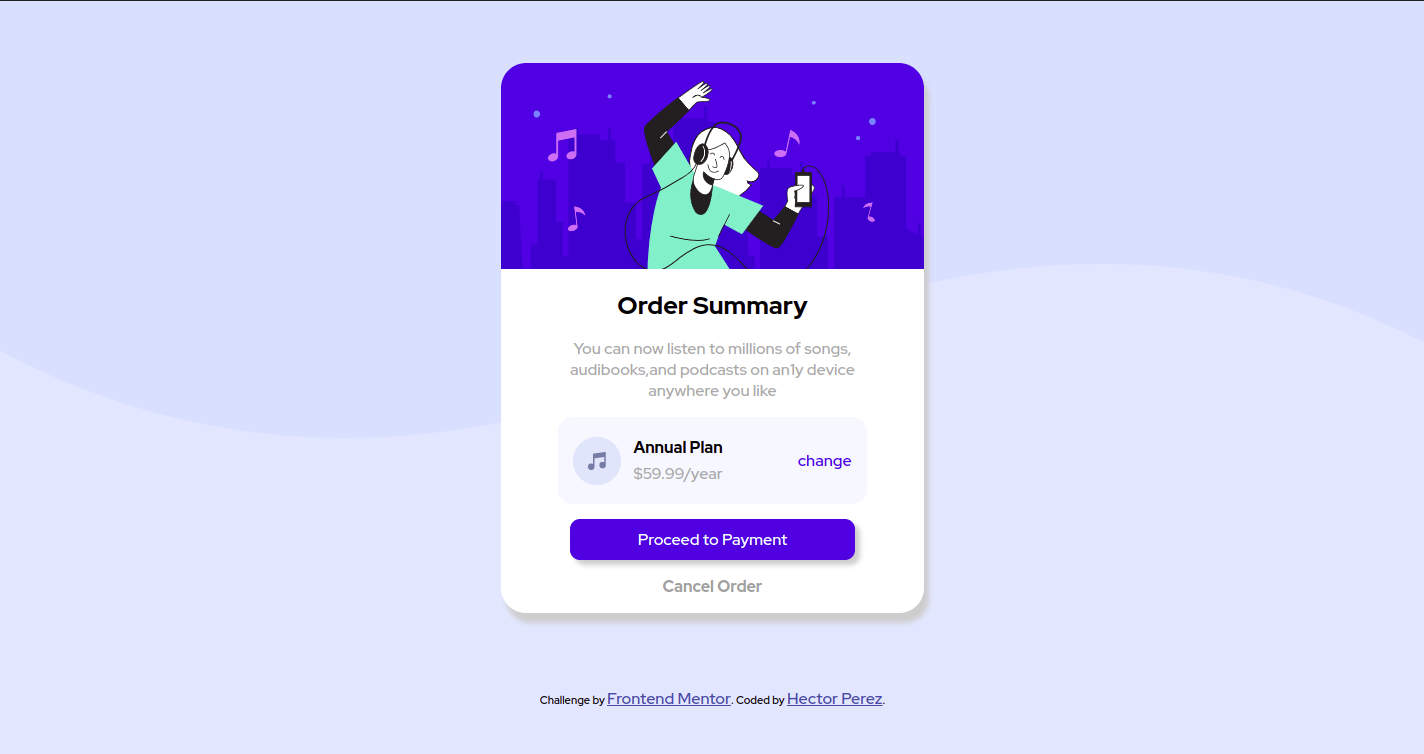 Order Summary
You can now listen to millions of songs,
audibooks,and podcasts on an1y device
anywhere you like
Annual Plan
$59.99/year
change
Proceed to Payment
Cancel Order
Challenge by Frontend Mentor. Coded by Hector Perez.